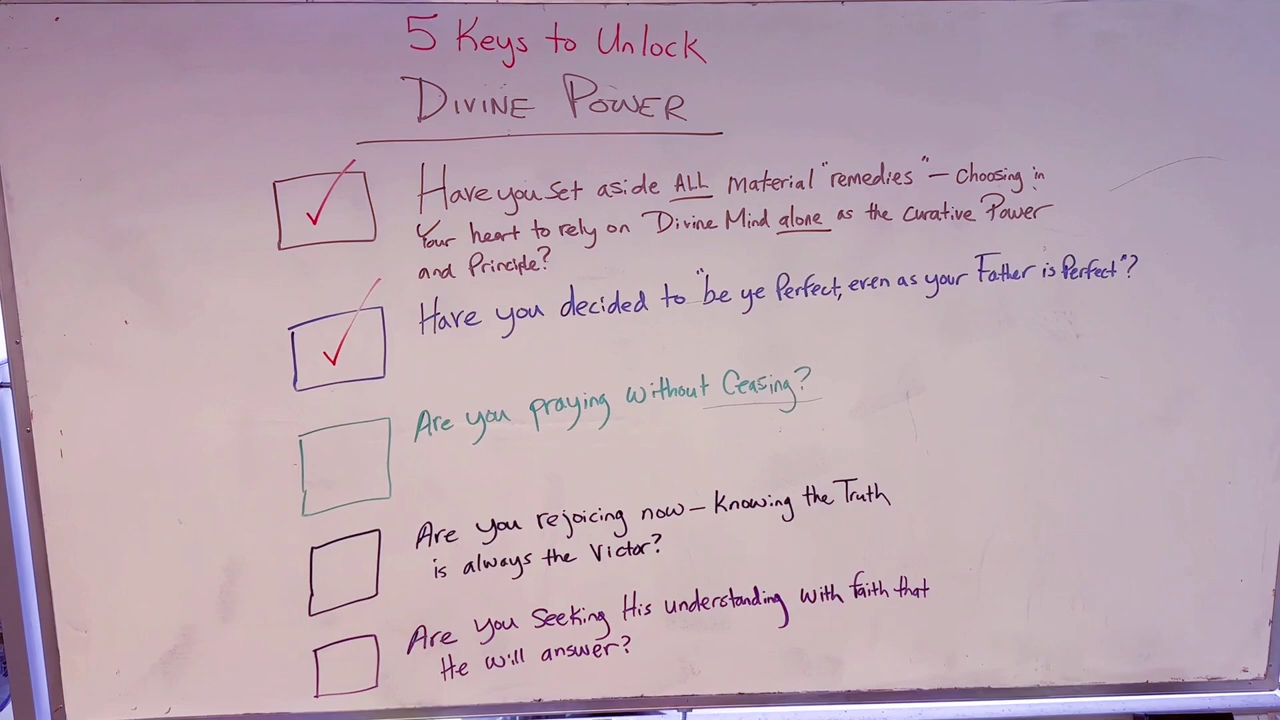 5 Keys to Unlock
DIVINE POWER
Have you set aside ALL material "remedies" – choosing in
Your heart to rely on Divine Mind alone as the curative Power
and Principle?
Have you decided to "be ye Perfect, even as your Father is Perfect"?
Are you praying without Ceasing?
Are you rejoicing now – Knowing the Truth
is always the Victor?
Are you Seeking His understanding with faith that
He will answer?